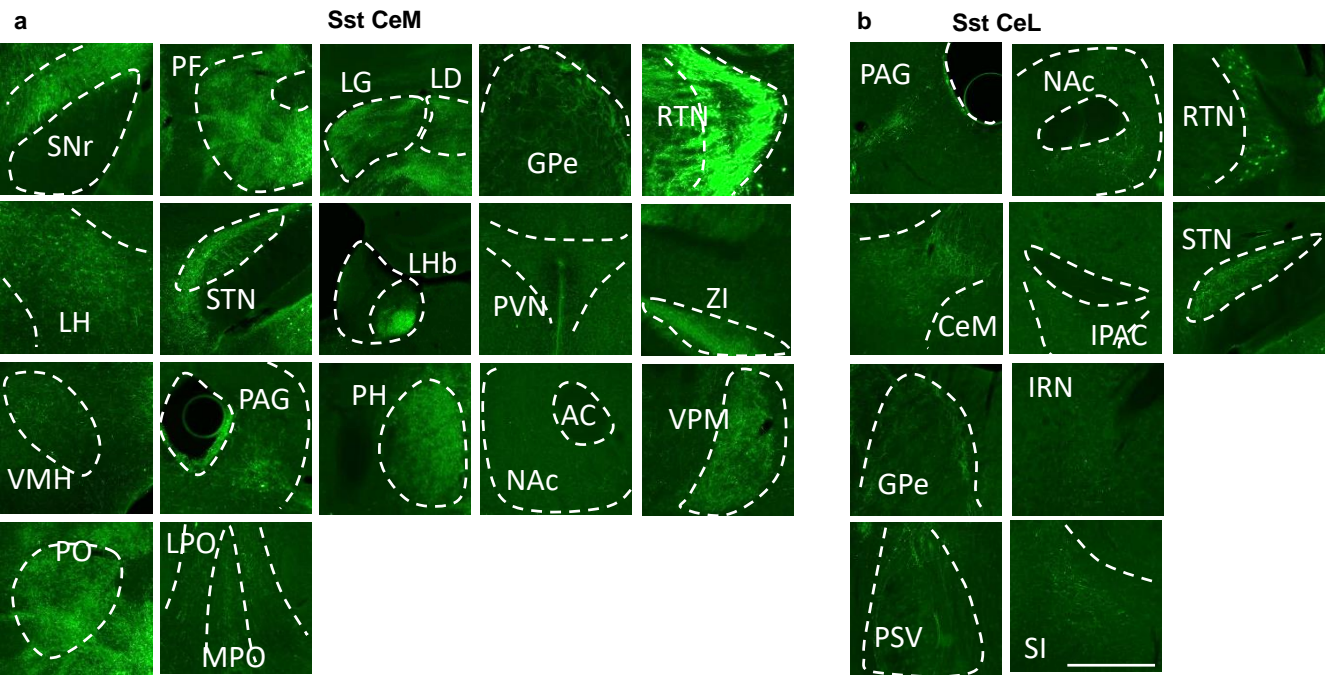 a
Sst CeM
SNr
PF
LG
LD
GPe
RTN
LH
STN
LHb
PVN
ZI
VMH
PAG
PH
AC
NAc
VPM
PO
LPO
MPO
b
Sst CeL
PAG
NAc
RTN
CeM
IPAC
STN
GPe
IRN
PSV
SI